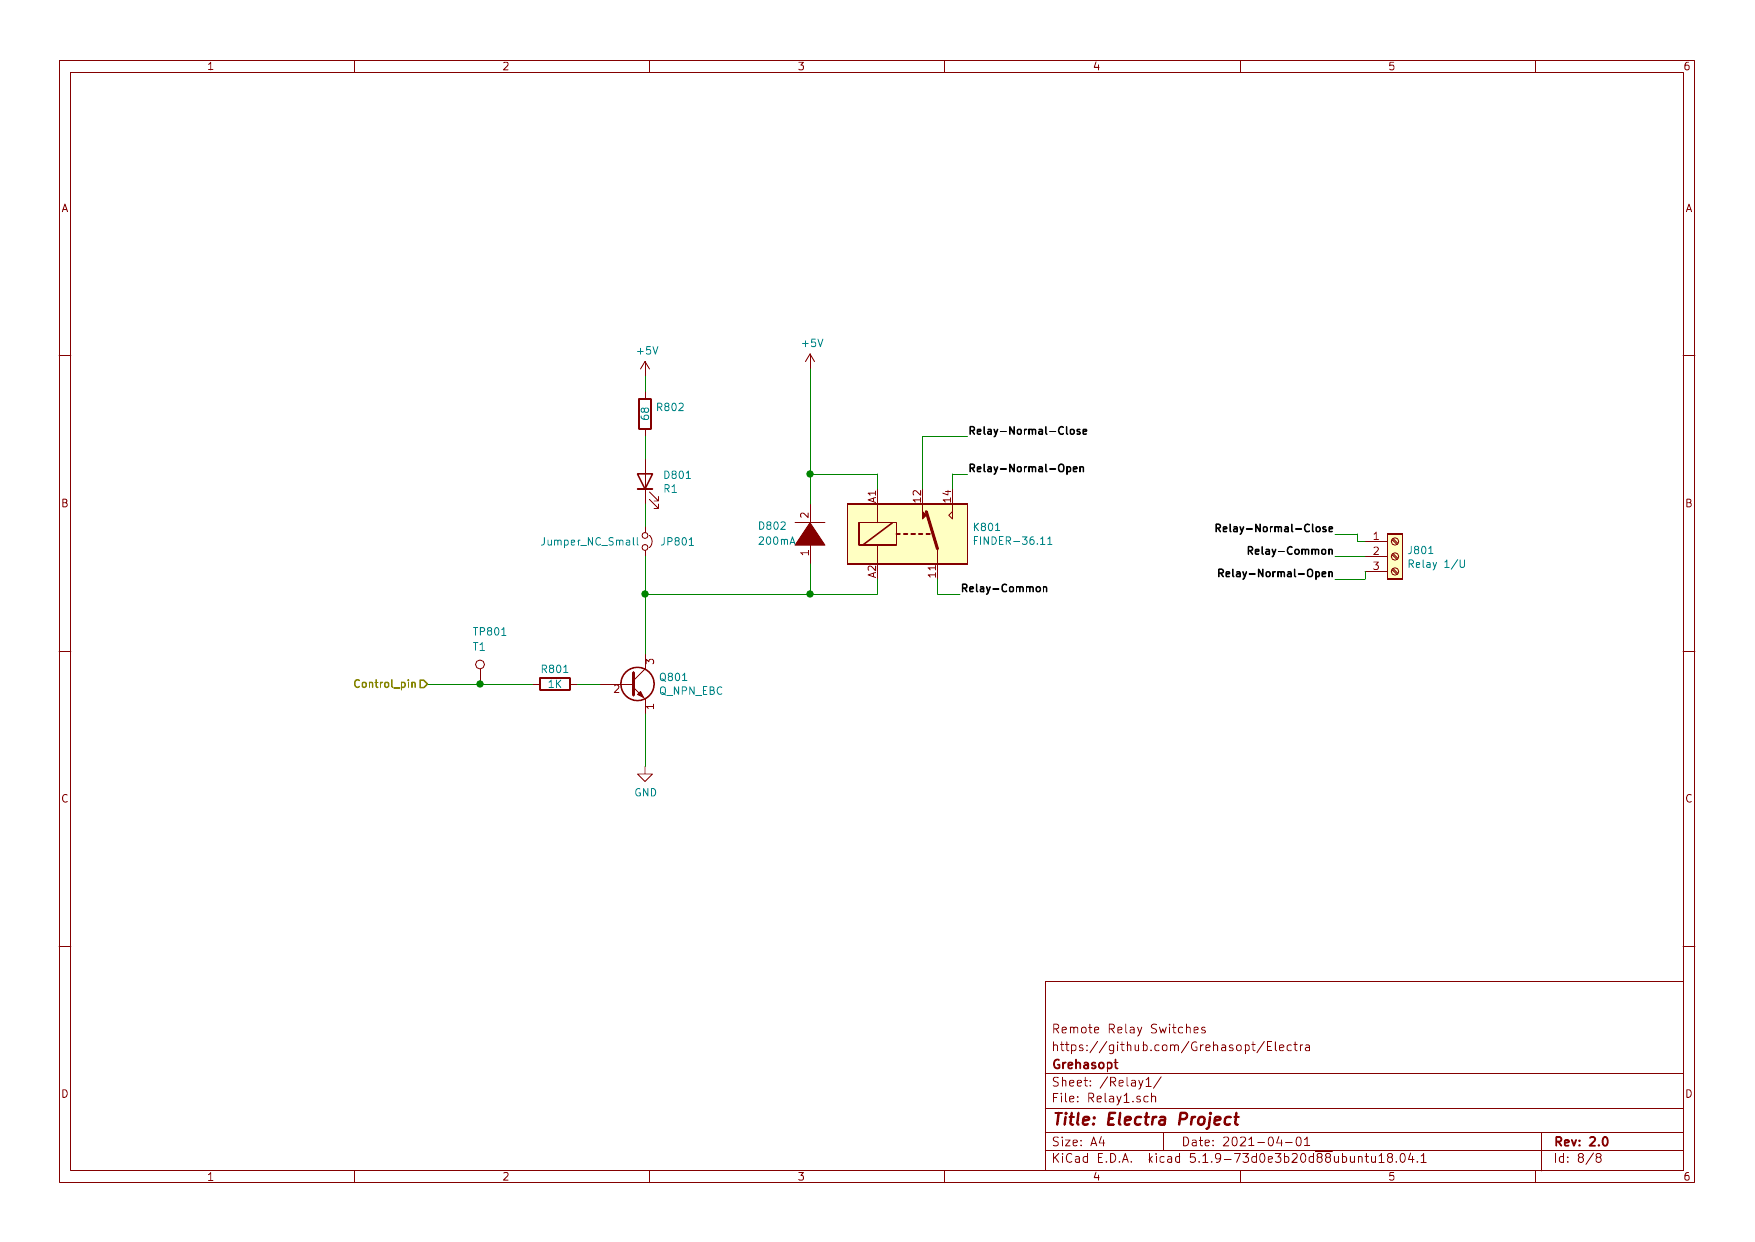 1 2 3 4 5 6
A A
+5V
+5V
68 R802
Relay-Normal-Close
Relay-Normal-Open
D801
R1
A1 12 14
B B
2
D802
200mA
1
K801
FINDER-36.11
Jumper_NC_Small JP801
A2 11
Relay-Common
Relay-Normal-Close 1
Relay-Common 2
Relay-Normal-Open 3
J801
Relay 1/U
TP801
T1
R801
1K
Control_pin
3
2
1
Q801
Q_NPN_EBC
GND
C C
Remote Relay Switches
https://github.com/Grehasopt/Electra
Grehasopt
Sheet: /Relay1/
File: Relay1.sch
D D
Title: Electra Project
Size: A4 Date: 2021-04-01 Rev: 2.0
KiCad E.D.A. kicad 5.1.9-73d0e3b20d88ubuntu18.04.1 Id: 8/8
1 2 3 4 5 6